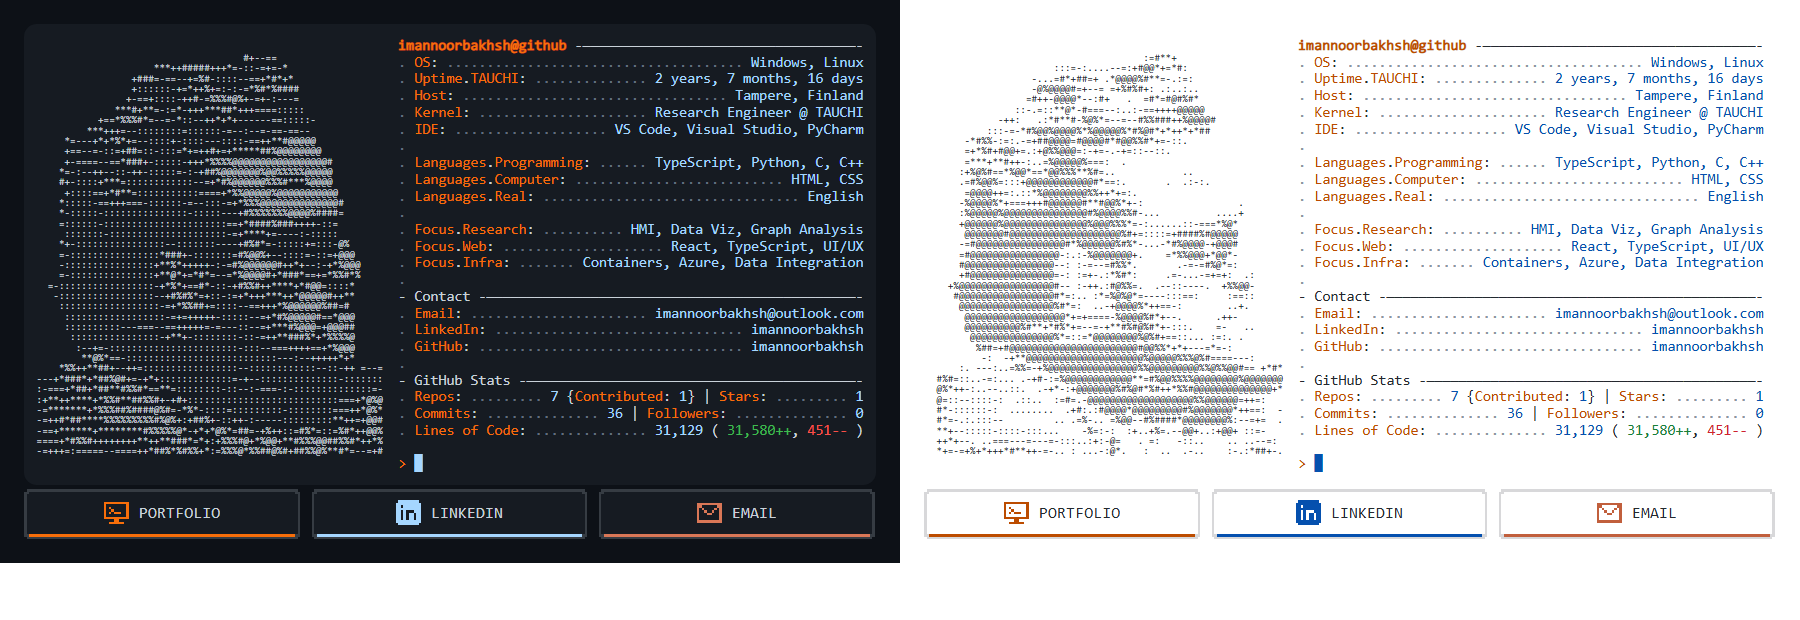 imannoorbakhsh@github
. OS: ..................................... Windows, Linux
. Uptime.TAUCHI: .............. 2 years, 7 months, 16 days
. Host: ................................. Tampere, Finland
. Kernel: ....................... Research Engineer @ TAUCHI
. IDE: .................... VS Code, Visual Studio, PyCharm
.
. Languages.Programming: ...... TypeScript, Python, C, C++
. Languages.Computer: ............................ HTML, CSS
. Languages.Real: ................................ English
.
. Focus.Research: .......... HMI, Data Viz, Graph Analysis
. Focus.Web: ...................... React, TypeScript, UI/UX
. Focus.Infra: ........ Containers, Azure, Data Integration
.
- Contact
. Email: ....................... imannoorbakhsh@outlook.com
. LinkedIn: ................................ imannoorbakhsh
. GitHub: .................................. imannoorbakhsh
.
- GitHub Stats
. Repos: .......... 7 {Contributed: 1} | Stars: ......... 1
. Commits: ................ 36 | Followers: ............. 0
. Lines of Code: .............. 31,129 ( 31,580++, 451-- )
>
PORTFOLIO
LINKEDIN
EMAIL
imannoorbakhsh@github
. OS: ..................................... Windows, Linux
. Uptime.TAUCHI: .............. 2 years, 7 months, 16 days
. Host: ................................. Tampere, Finland
. Kernel: ....................... Research Engineer @ TAUCHI
. IDE: .................... VS Code, Visual Studio, PyCharm
.
. Languages.Programming: ...... TypeScript, Python, C, C++
. Languages.Computer: ............................ HTML, CSS
. Languages.Real: ................................ English
.
. Focus.Research: .......... HMI, Data Viz, Graph Analysis
. Focus.Web: ...................... React, TypeScript, UI/UX
. Focus.Infra: ........ Containers, Azure, Data Integration
.
- Contact
. Email: ....................... imannoorbakhsh@outlook.com
. LinkedIn: ................................ imannoorbakhsh
. GitHub: .................................. imannoorbakhsh
.
- GitHub Stats
. Repos: .......... 7 {Contributed: 1} | Stars: ......... 1
. Commits: ................ 36 | Followers: ............. 0
. Lines of Code: .............. 31,129 ( 31,580++, 451-- )
>
PORTFOLIO
LINKEDIN
EMAIL